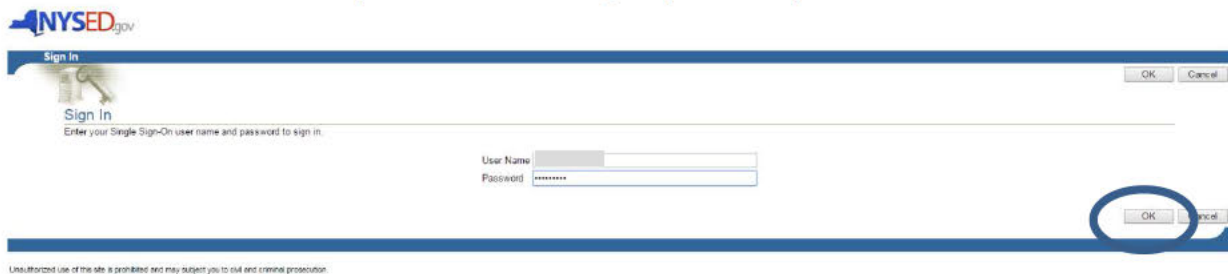 NYSED.gov
Sign In
OK Cancel
Sign In
Enter your Single Sign-On user name and password to sign in.
User Name
Password •••••••••
OK Cancel
Unauthorized use of this site is prohibited and may subject you to civil and criminal prosecution.